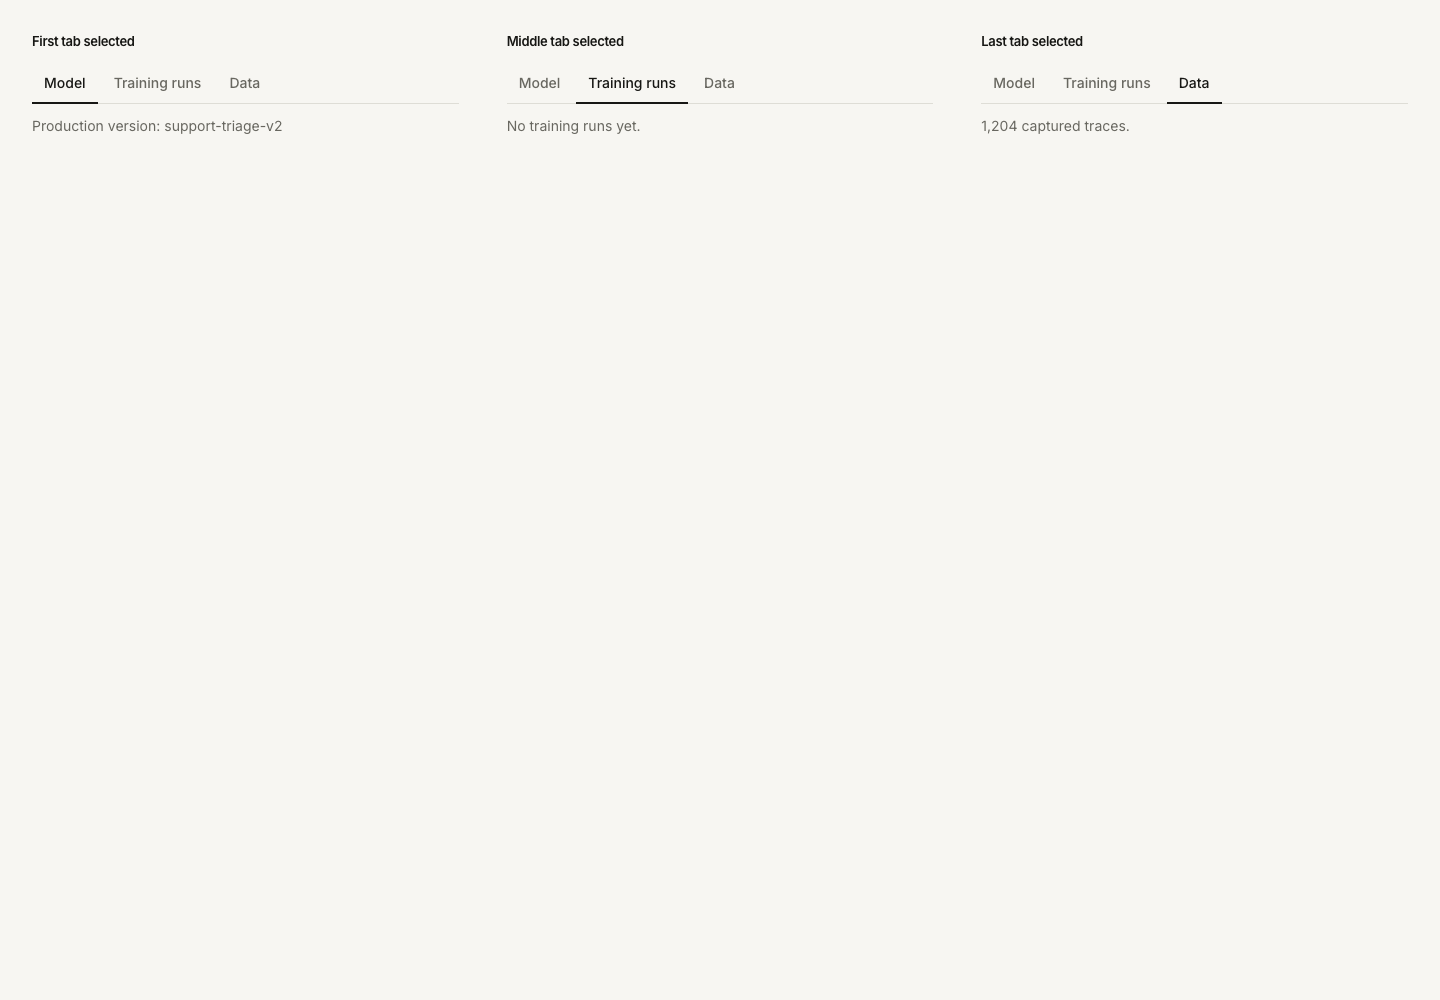 First tab selected
Model Training runs Data
Production version: support-triage-v2
Middle tab selected
Model Training runs Data
No training runs yet.
Last tab selected
Model Training runs Data
1,204 captured traces.